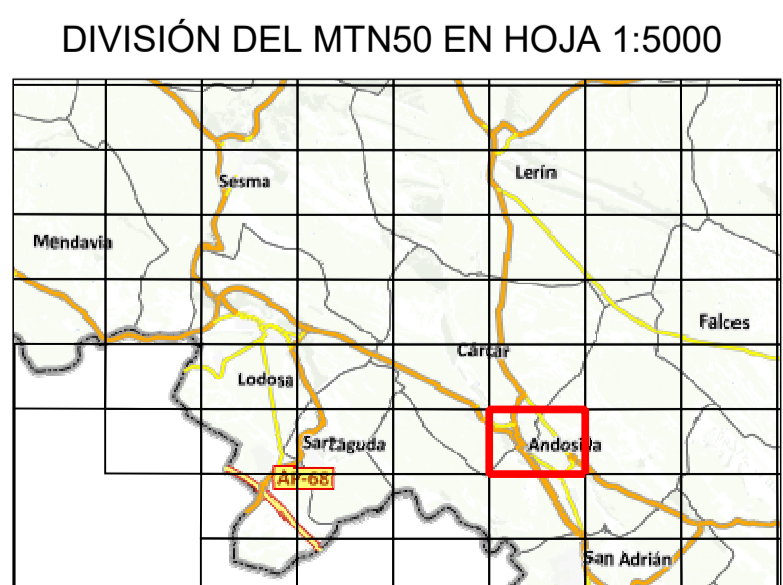 DIVISIÓN DEL MTN50 EN HOJA 1:5000
Lerín
Sesma
Mendavia
Falces
Cárcar
Lodosa
Sartaguda
Andosilla
AP-68
San Adrián